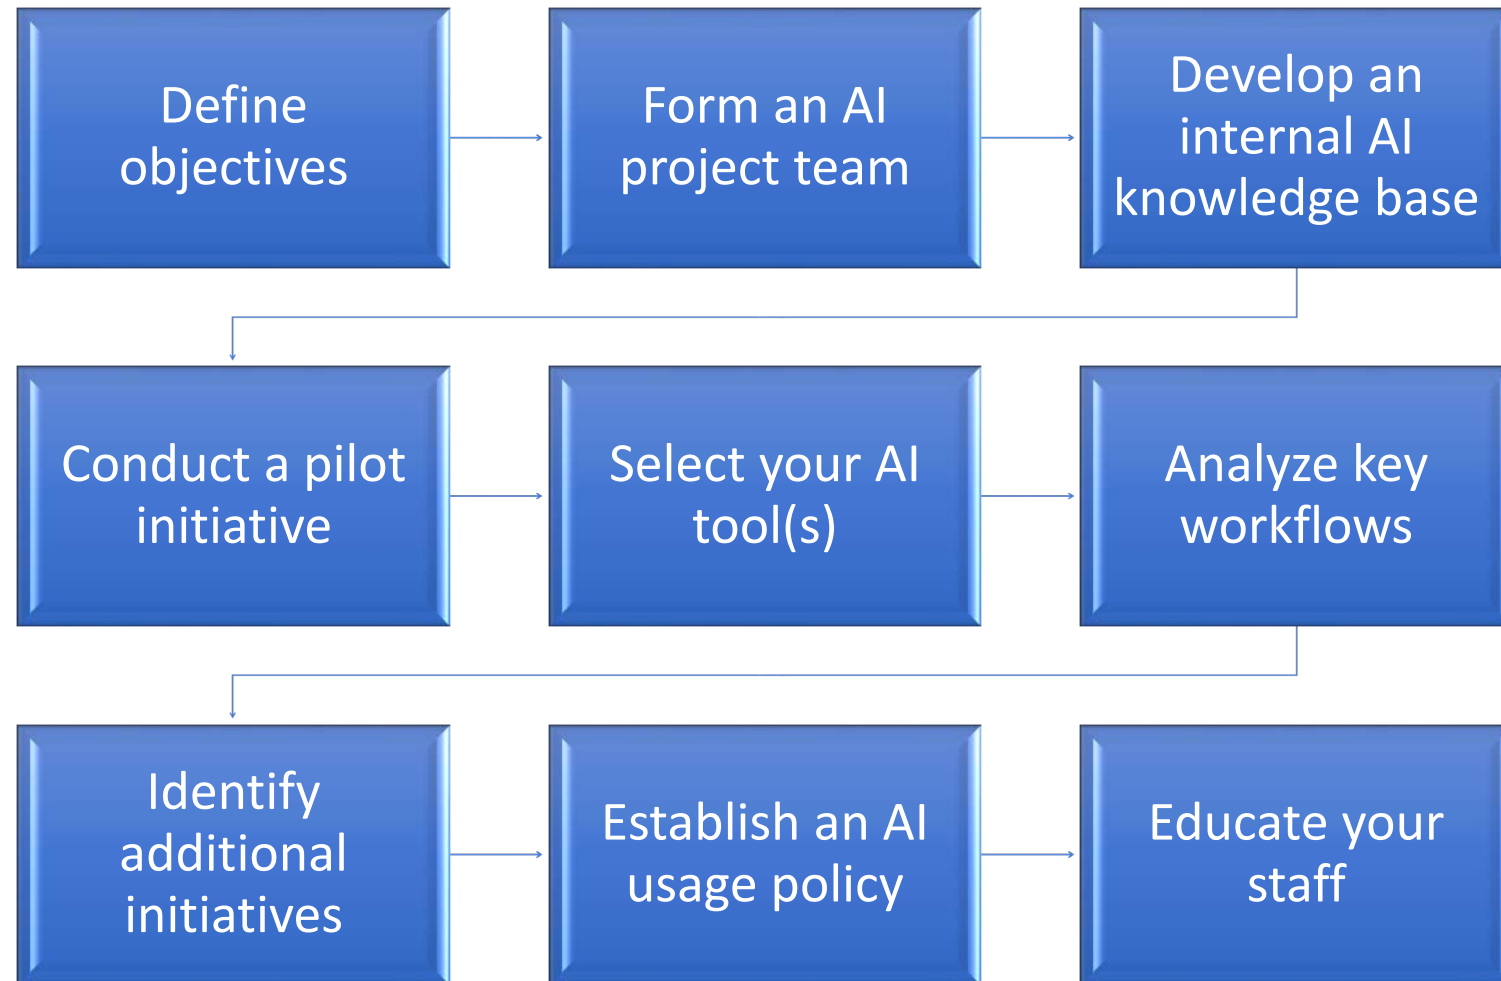 Define
objectives
Form an AI
project team
Develop an
internal AI
knowledge base
Conduct a pilot
initiative
Select your AI
tool(s)
Analyze key
workflows
Identify
additional
initiatives
Establish an AI
usage policy
Educate your
staff